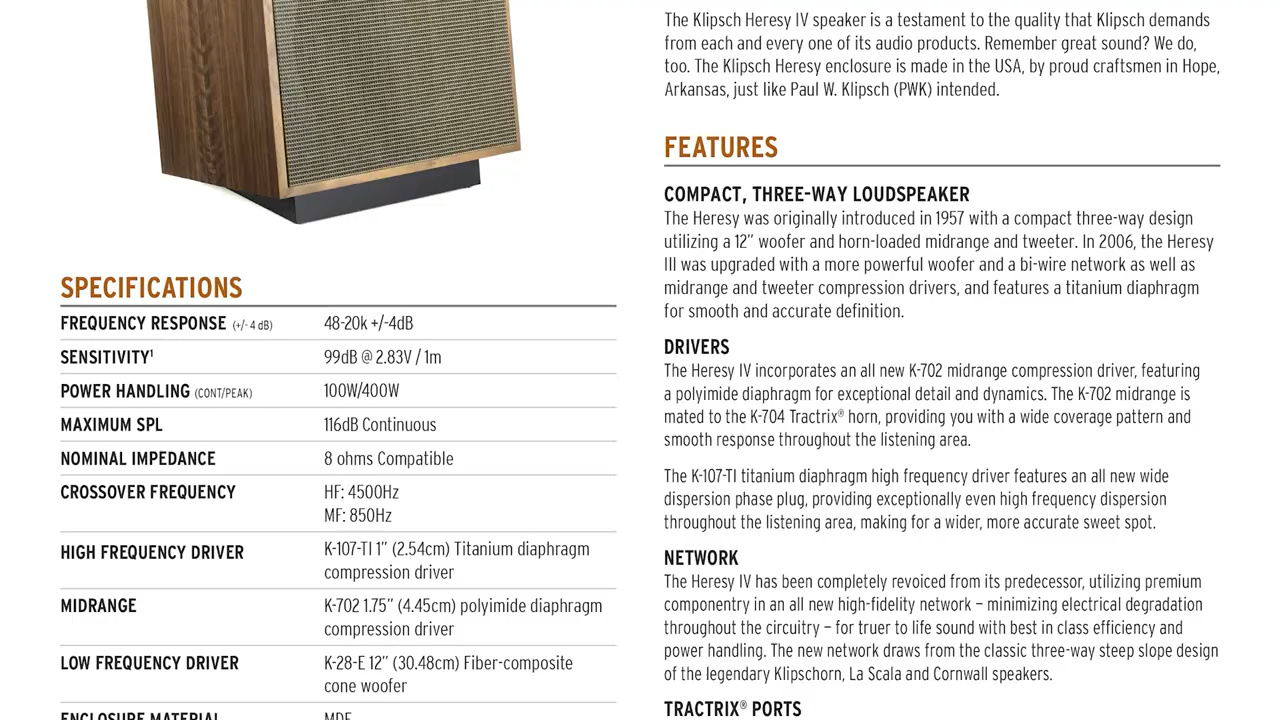 The Klipsch Heresy IV speaker is a testament to the quality that Klipsch demands
from each and every one of its audio products. Remember great sound? We do,
too. The Klipsch Heresy enclosure is made in the USA, by proud craftsmen in Hope,
Arkansas, just like Paul W. Klipsch (PWK) intended.
FEATURES
COMPACT, THREE-WAY LOUDSPEAKER
The Heresy was originally introduced in 1957 with a compact three-way design
utilizing a 12” woofer and horn-loaded midrange and tweeter. In 2006, the Heresy
III was upgraded with a more powerful woofer and a bi-wire network as well as
midrange and tweeter compression drivers, and features a titanium diaphragm
for smooth and accurate definition.
DRIVERS
The Heresy IV incorporates an all new K-702 midrange compression driver, featuring
a polyimide diaphragm for exceptional detail and dynamics. The K-702 midrange is
mated to the K-704 Tractrix® horn, providing you with a wide coverage pattern and
smooth response throughout the listening area.
The K-107-TI titanium diaphragm high frequency driver features an all new wide
dispersion phase plug, providing exceptionally even high frequency dispersion
throughout the listening area, making for a wider, more accurate sweet spot.
NETWORK
The Heresy IV has been completely revoiced from its predecessor, utilizing premium
componentry in an all new high-fidelity network – minimizing electrical degradation
throughout the circuitry – for truer to life sound with best in class efficiency and
power handling. The new network draws from the classic three-way steep slope design
of the legendary Klipschorn, La Scala and Cornwall speakers.
TRACTRIX® PORTS
SPECIFICATIONS
FREQUENCY RESPONSE (+/- 4 dB) 48-20k +/-4dB
SENSITIVITY¹ 99dB @ 2.83V / 1m
POWER HANDLING (CONT/PEAK) 100W/400W
MAXIMUM SPL 116dB Continuous
NOMINAL IMPEDANCE 8 ohms Compatible
CROSSOVER FREQUENCY HF: 4500Hz
MF: 850Hz
HIGH FREQUENCY DRIVER K-107-TI 1” (2.54cm) Titanium diaphragm
compression driver
MIDRANGE K-702 1.75” (4.45cm) polyimide diaphragm
compression driver
LOW FREQUENCY DRIVER K-28-E 12” (30.48cm) Fiber-composite
cone woofer
ENCLOSURE MATERIAL MDF